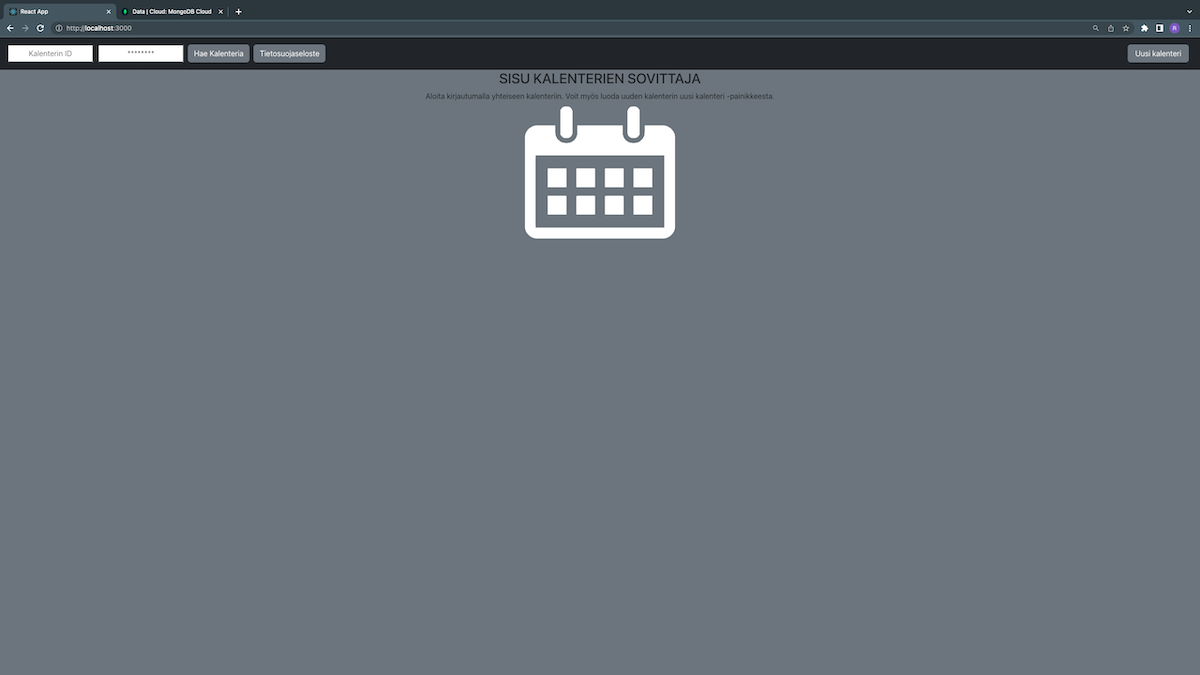 React App
Data | Cloud: MongoDB Cloud
http://localhost:3000
Kalenterin ID
********
Hae Kalenteria
Tietosuojaseloste
Uusi kalenteri
SISU KALENTERIEN SOVITTAJA
Aloita kirjautumalla yhteiseen kalenteriin. Voit myös luoda uuden kalenterin uusi kalenteri -painikkeesta.